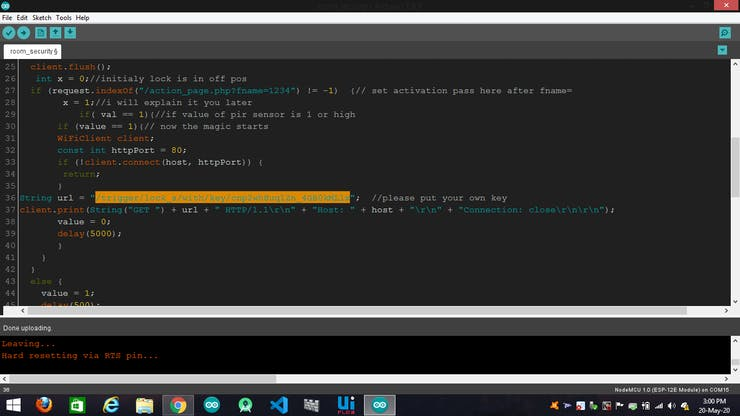 File Edit Sketch Tools Help
room_security §
25 client.flush();
26 int x = 0;//initialy lock is in off pos
27 if (request.indexOf("/action_page.php?fname=1234") != -1) {// set activation pass here after fname=
28 x = 1;//i will explain it you later
29 if( val == 1){//if value of pir sensor is 1 or high
30 if (value == 1){// now the magic starts
31 WiFiClient client;
32 const int httpPort = 80;
33 if (!client.connect(host, httpPort)) {
34 return;
35 }
36 String url = " "; //please put your own key
37 client.print(String("GET ") + url + " HTTP/1.1\r\n" + "Host: " + host + "\r\n" + "Connection: close\r\n\r\n");
38 value = 0;
39 delay(5000);
40 }
41 }
42 }
43 else {
44 value = 1;
45 delay(500);
Done uploading.
Leaving...
Hard resetting via RTS pin...
36 NodeMCU 1.0 (ESP-12E Module) on COM15
3:00 PM
20-May-20